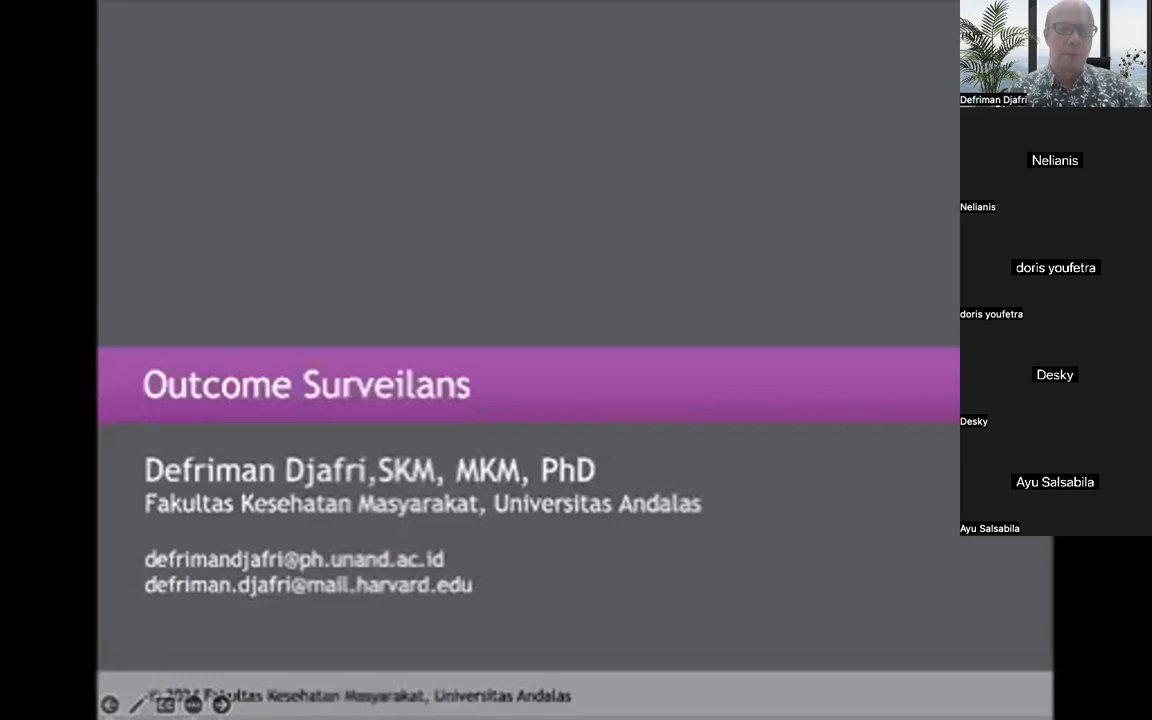 Outcome Surveilans
Defriman Djafri,SKM, MKM, PhD
Fakultas Kesehatan Masyarakat, Universitas Andalas
defrimandjafri@ph.unand.ac.id
defriman.djafri@mail.harvard.edu
Fakultas Kesehatan Masyarakat, Universitas Andalas
Defriman Djafri
Nelianis
Nelianis
doris youfetra
doris youfetra
Desky
Desky
Ayu Salsabila
Ayu Salsabila